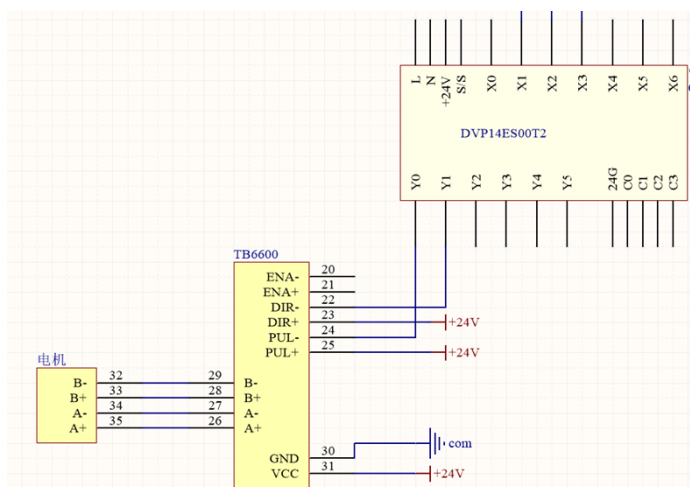 L N +24V S/S X0 X1 X2 X3 X4 X5 X6
DVP14ES00T2
Y0 Y1 Y2 Y3 Y4 Y5 24G C0 C1 C2 C3
TB6600
ENA- 20
ENA+ 21
DIR- 22
DIR+ 23 +24V
PUL- 24
PUL+ 25 +24V
电机
B- 32 29 B-
B+ 33 28 B+
A- 34 27 A-
A+ 35 26 A+
GND 30 com
VCC 31 +24V